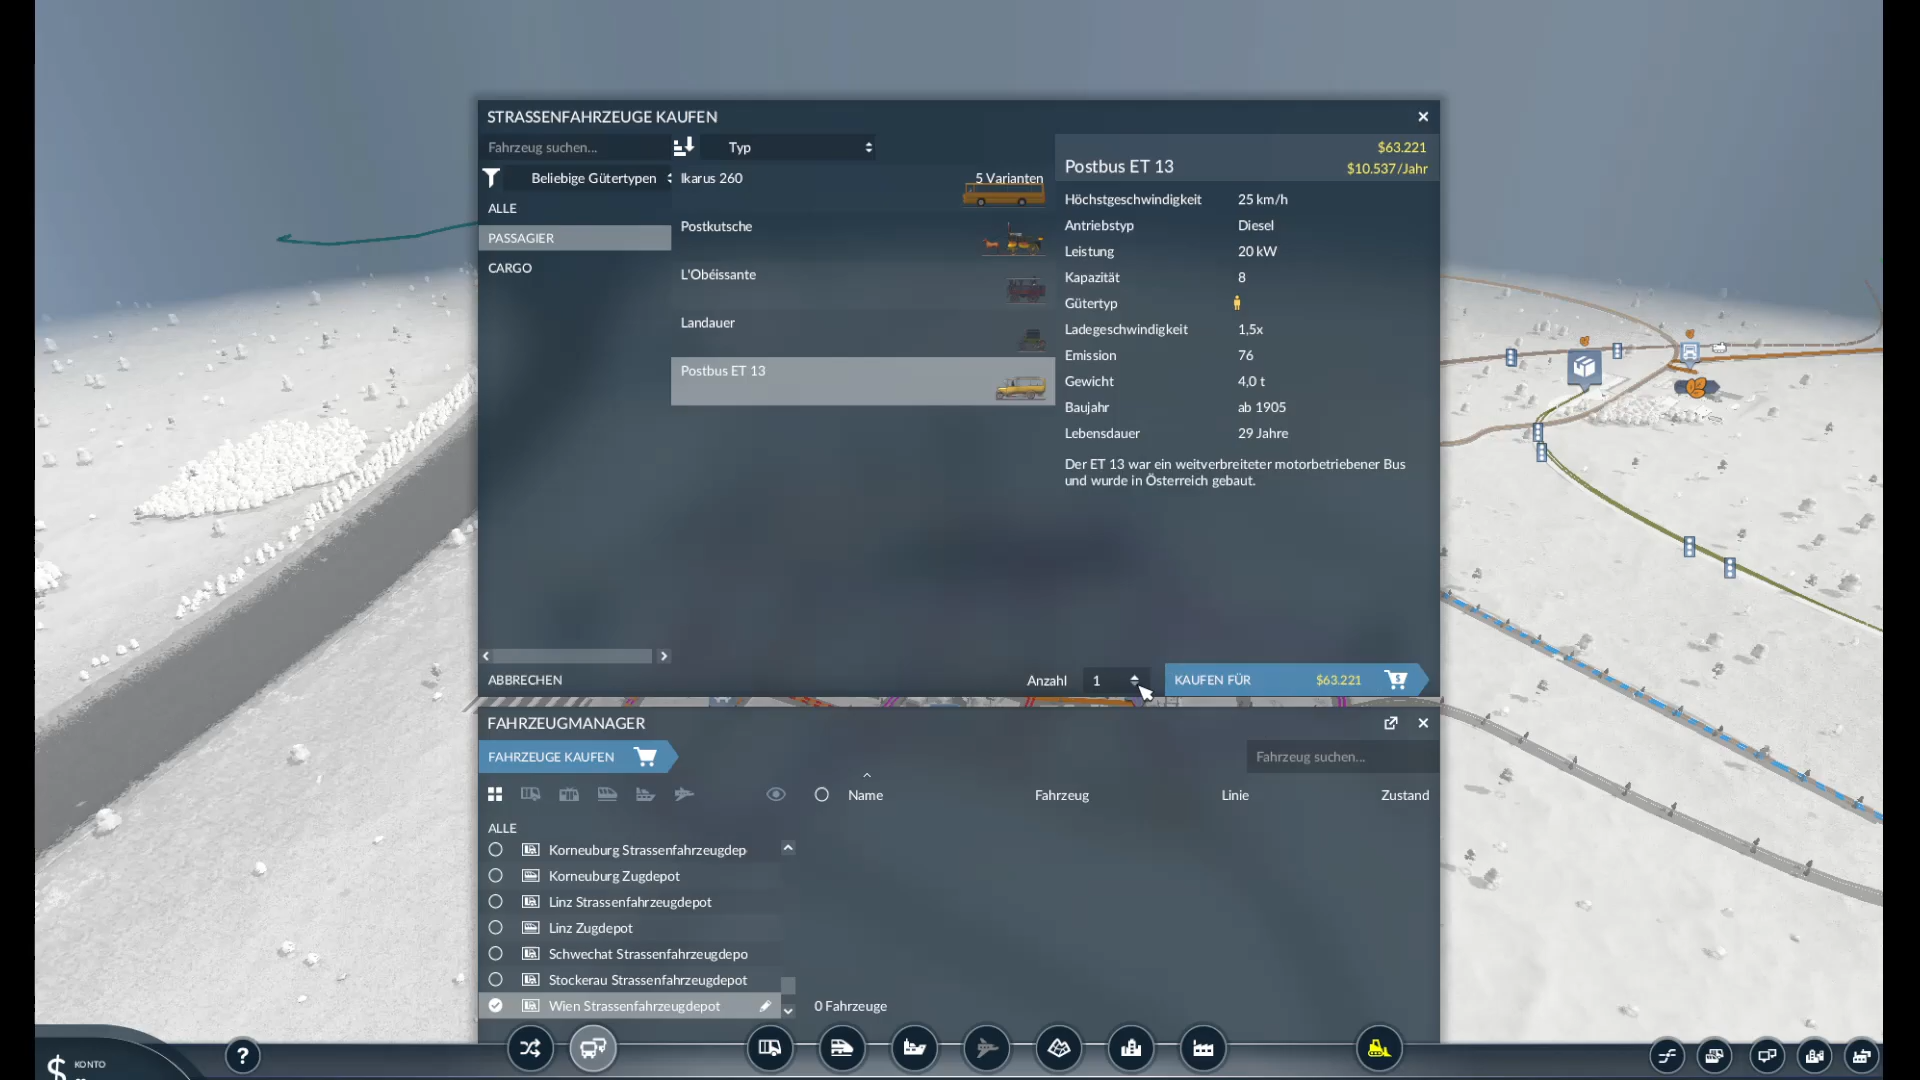 STRASSENFAHRZEUGE KAUFEN
Fahrzeug suchen...
Typ
Beliebige Gütertypen
ALLE
PASSAGIER
CARGO
Ikarus 260
5 Varianten
Postkutsche
L'Obéissante
Landauer
Postbus ET 13
Postbus ET 13
$63.221
$10.537/Jahr
Höchstgeschwindigkeit 25 km/h
Antriebstyp Diesel
Leistung 20 kW
Kapazität 8
Gütertyp
Ladegeschwindigkeit 1,5x
Emission 76
Gewicht 4,0 t
Baujahr ab 1905
Lebensdauer 29 Jahre
Der ET 13 war ein weitverbreiteter motorbetriebener Bus
und wurde in Österreich gebaut.
ABBRECHEN
Anzahl 1
KAUFEN FÜR $63.221
FAHRZEUGMANAGER
FAHRZEUGE KAUFEN
Fahrzeug suchen...
Name Fahrzeug Linie Zustand
ALLE
Korneuburg Strassenfahrzeugdep
Korneuburg Zugdepot
Linz Strassenfahrzeugdepot
Linz Zugdepot
Schwechat Strassenfahrzeugdepo
Stockerau Strassenfahrzeugdepot
Wien Strassenfahrzeugdepot
0 Fahrzeuge
$ KONTO
?